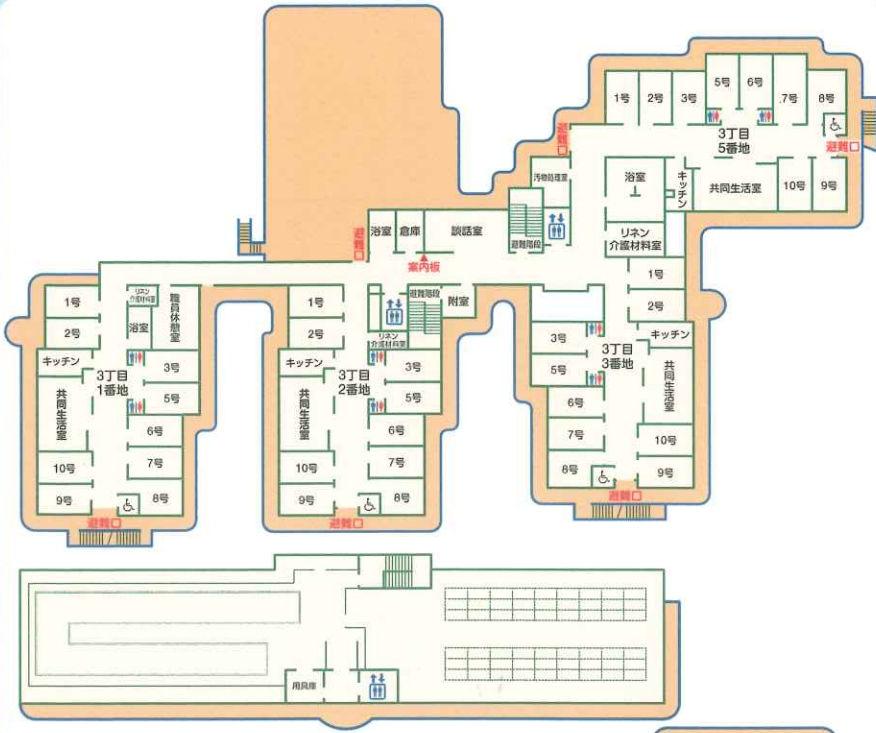 1号
2号
3号
5号
6号
7号
8号
避難口
3丁目
5番地
避難口
汚物処理室
浴室
キッチン
共同生活室
10号
9号
浴室
倉庫
談話室
避難階段
リネン
介護材料室
避難口
案内板
1号
2号
リネン
介護材料室
職員休憩室
浴室
キッチン
3丁目
1番地
3号
5号
共同生活室
6号
7号
10号
9号
8号
避難口
1号
2号
避難階段
附室
リネン
介護材料室
キッチン
3丁目
2番地
3号
5号
共同生活室
6号
7号
10号
9号
8号
避難口
1号
2号
3号
5号
キッチン
3丁目
3番地
共同生活室
6号
7号
10号
8号
9号
避難口
用具庫